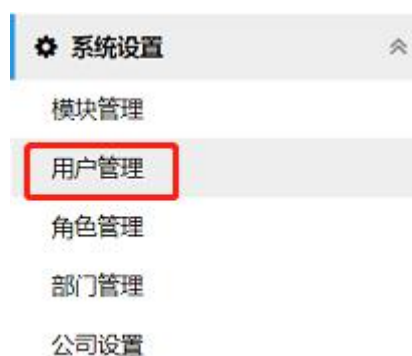 系统设置
模块管理
用户管理
角色管理
部门管理
公司设置